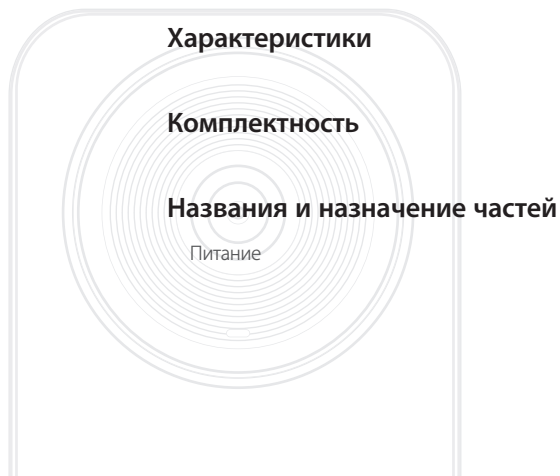 Характеристики
Комплектность
Названия и назначение частей
Питание